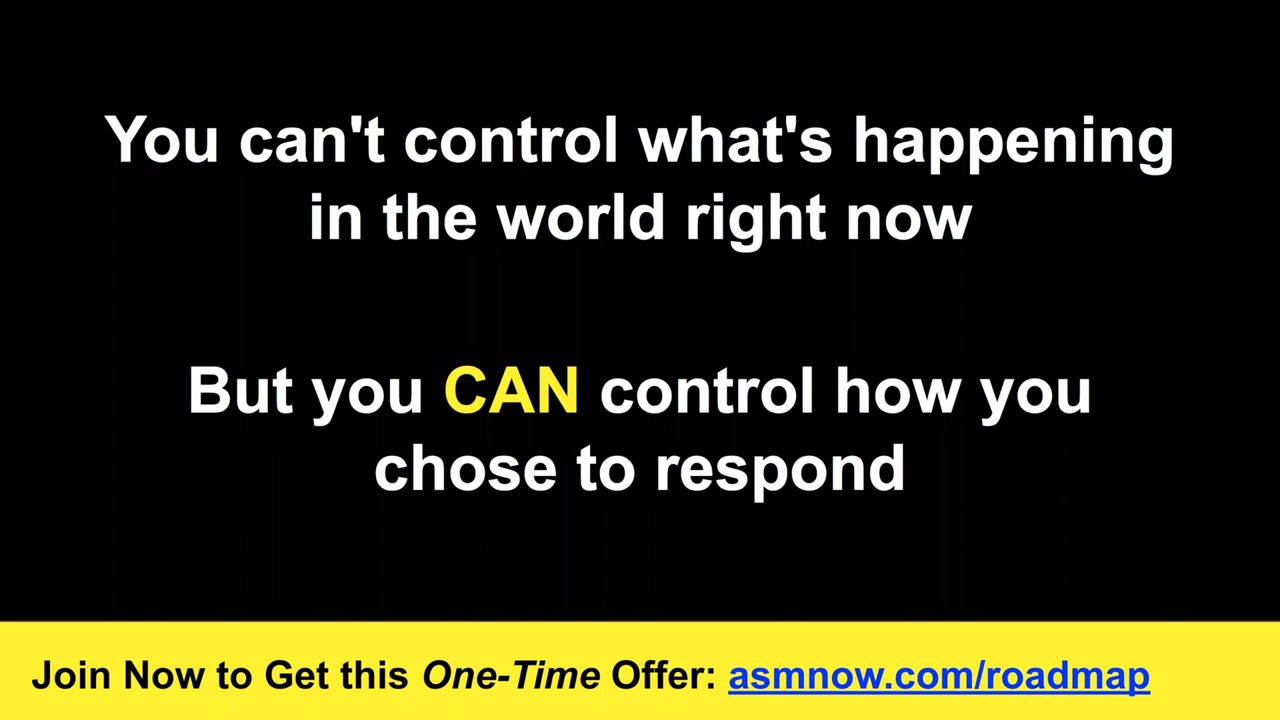 You can't control what's happening
in the world right now
But you CAN control how you
chose to respond
Join Now to Get this One-Time Offer: asmnow.com/roadmap